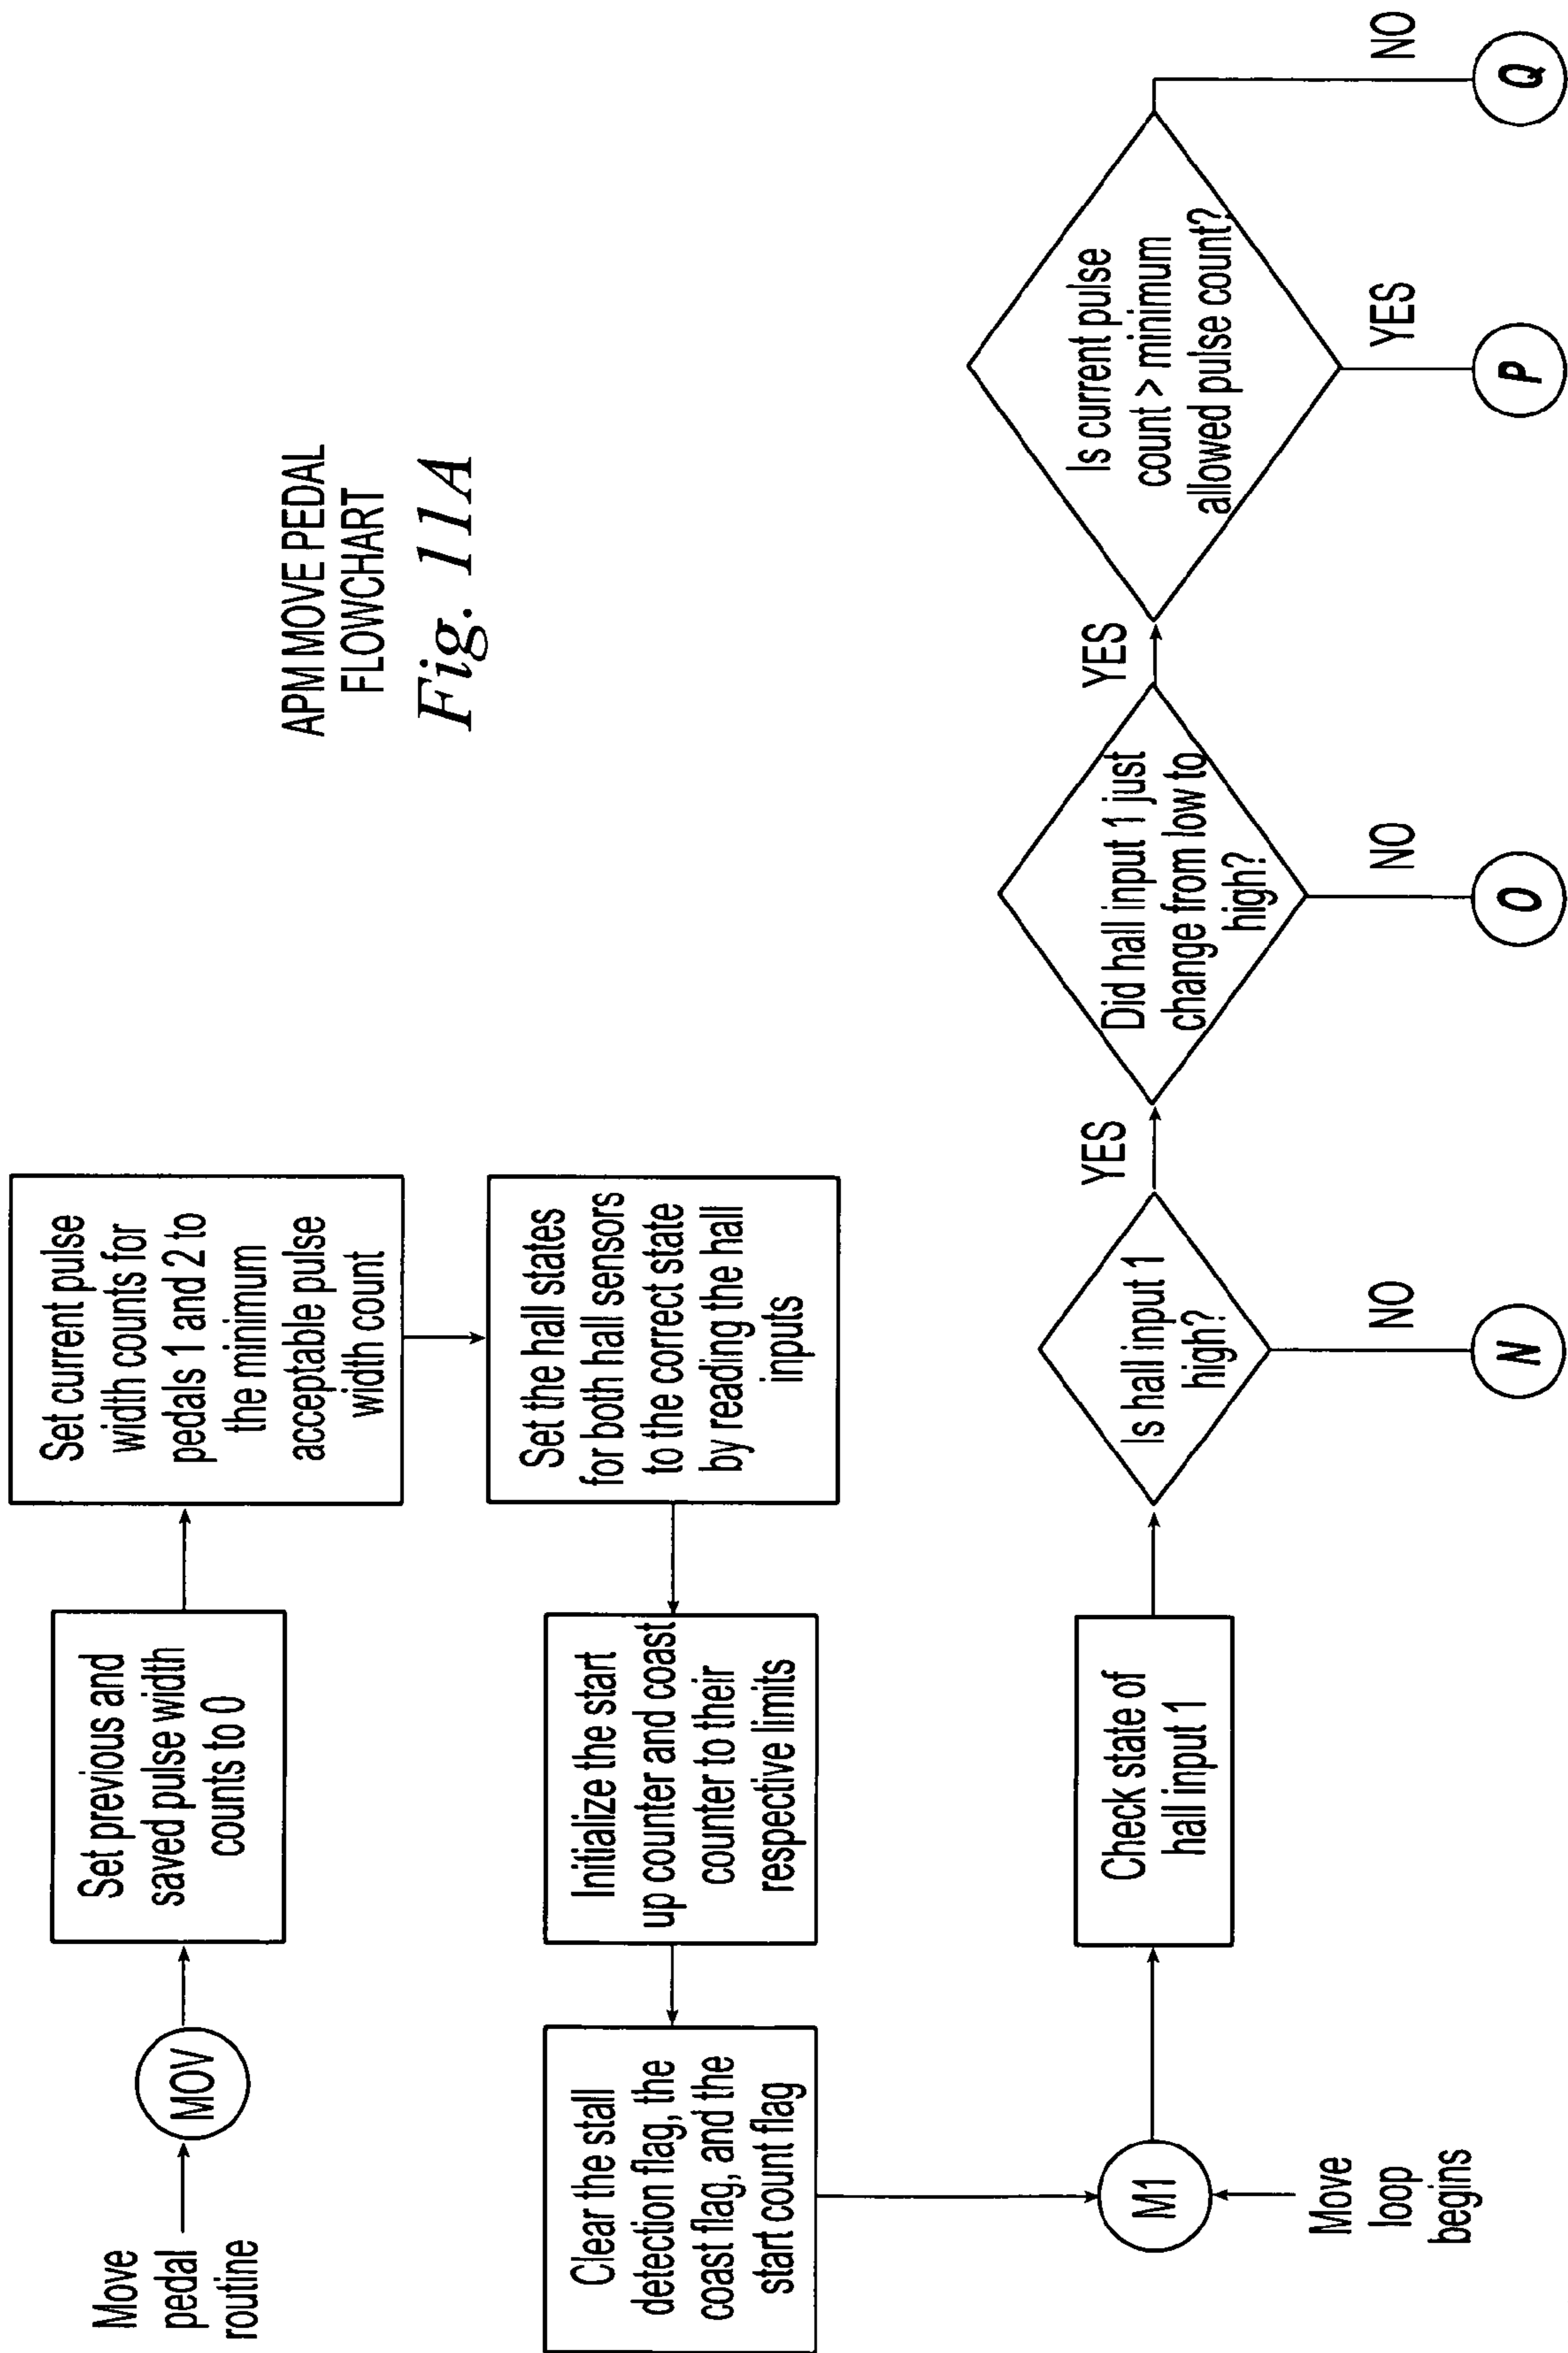 APM MOVE PEDAL
FLOWCHART
Fig. 11A
Move
pedal
routine
MOV
Set previous and
saved pulse width
counts to 0
Set current pulse
width counts for
pedals 1 and 2 to
the minimum
acceptable pulse
width count
Set the hall states
for both hall sensors
to the correct state
by reading the hall
inputs
Initialize the start
up counter and coast
counter to their
respective limits
Clear the stall
detection flag, the
coast flag, and the
start count flag
M1
Move
loop
begins
Check state of
hall input 1
Is hall input 1
high?
YES
NO
N
Did hall input 1 just
change from low to
high?
YES
NO
O
Is current pulse
count > minimum
allowed pulse count?
YES
P
NO
Q